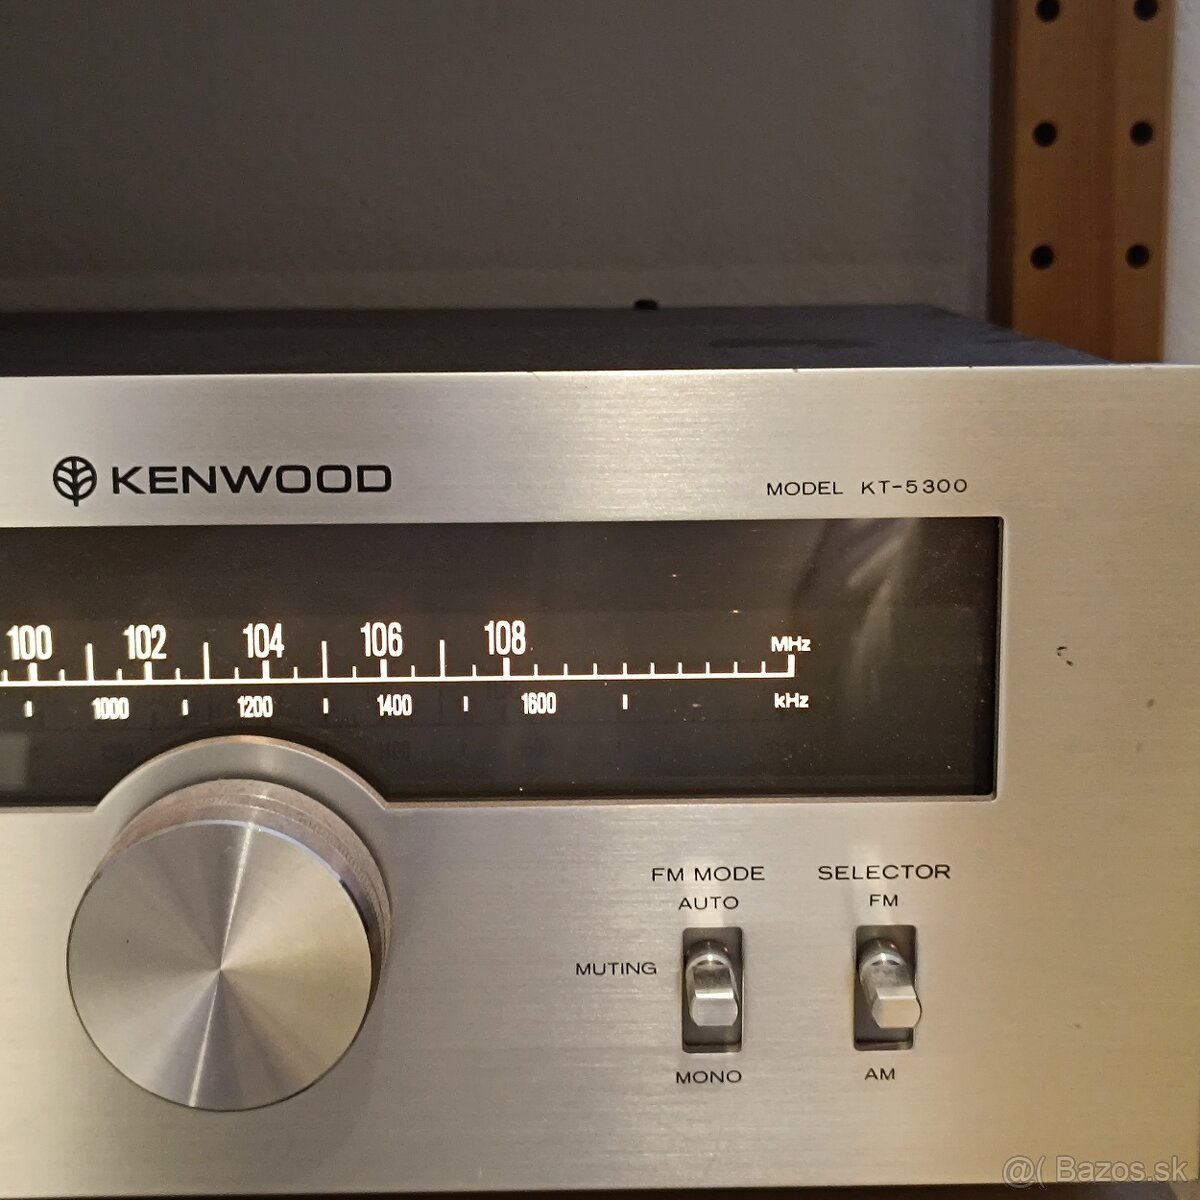 KENWOOD
MODEL KT-5300
100 102 104 106 108 MHz
1000 1200 1400 1600 kHz
FM MODE SELECTOR
AUTO FM
MUTING
MONO AM
@( Bazos.sk